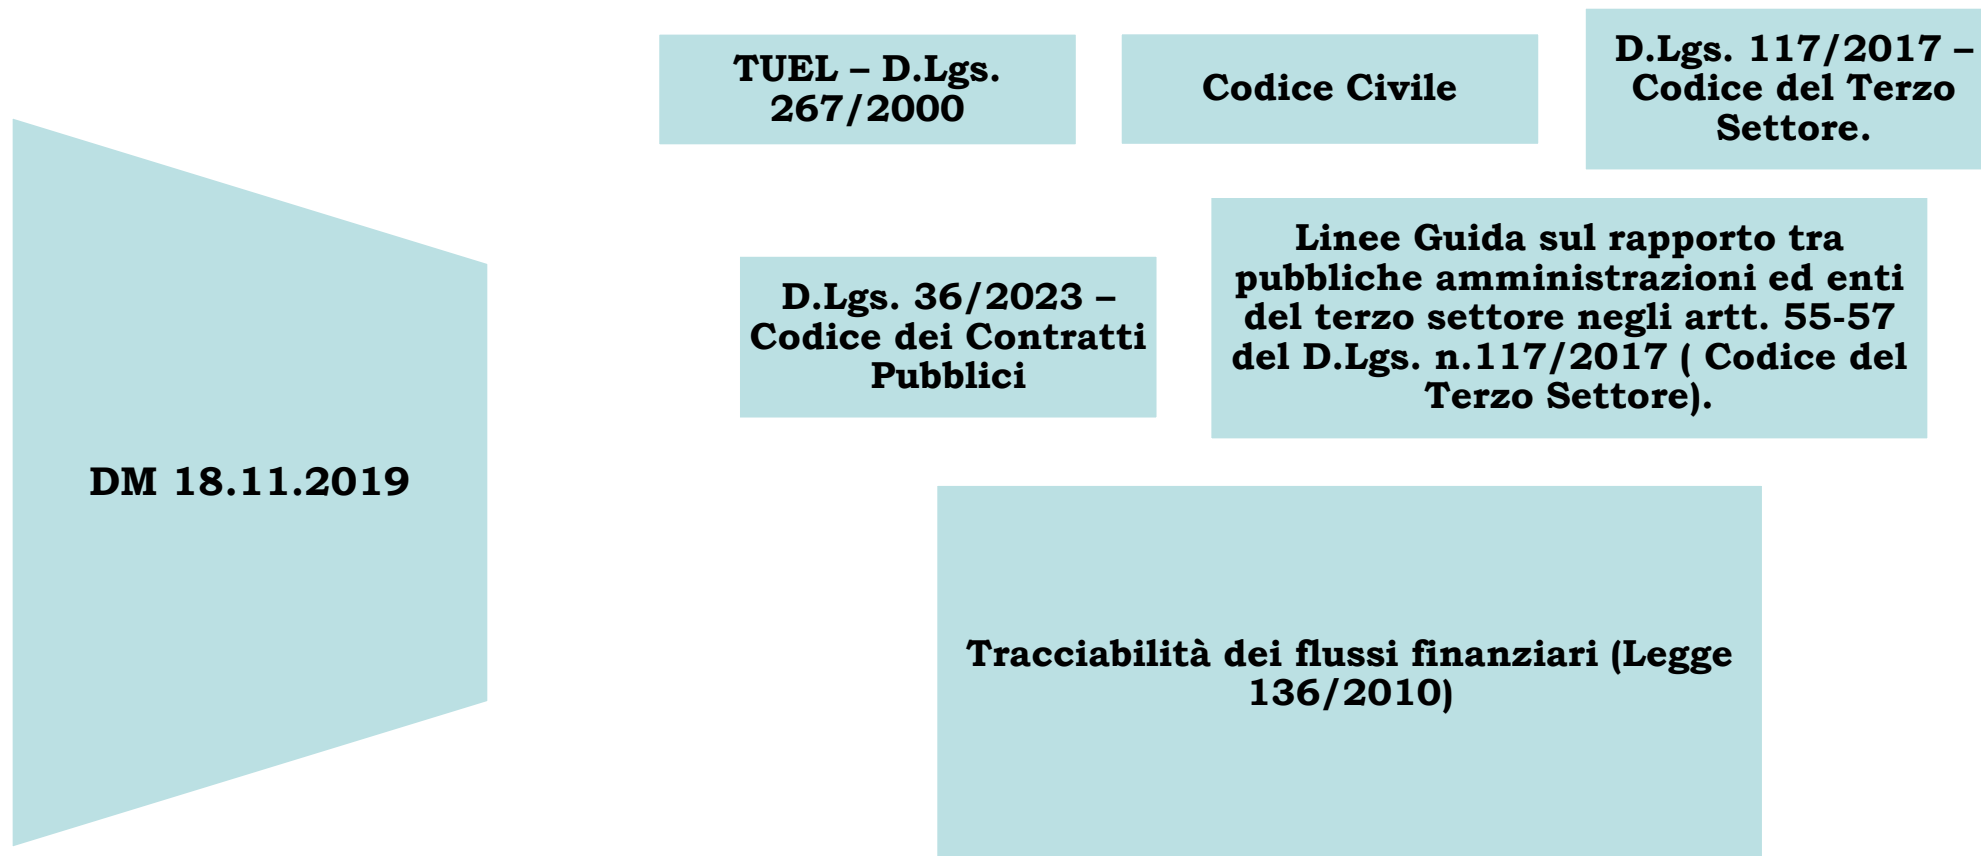 TUEL – D.Lgs.
267/2000
Codice Civile
D.Lgs. 117/2017 –
Codice del Terzo
Settore.
D.Lgs. 36/2023 –
Codice dei Contratti
Pubblici
Linee Guida sul rapporto tra
pubbliche amministrazioni ed enti
del terzo settore negli artt. 55-57
del D.Lgs. n.117/2017 ( Codice del
Terzo Settore).
DM 18.11.2019
Tracciabilità dei flussi finanziari (Legge
136/2010)